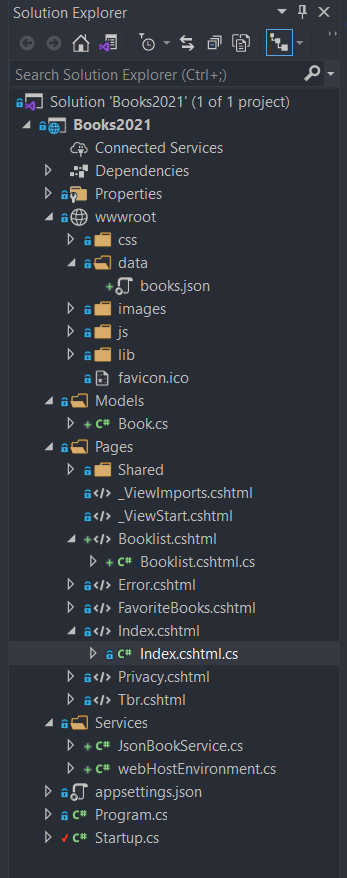 Solution Explorer
Search Solution Explorer (Ctrl+;)
Solution 'Books2021' (1 of 1 project)
Books2021
Connected Services
Dependencies
Properties
wwwroot
css
data
books.json
images
js
lib
favicon.ico
Models
Book.cs
Pages
Shared
_ViewImports.cshtml
_ViewStart.cshtml
Booklist.cshtml
Booklist.cshtml.cs
Error.cshtml
FavoriteBooks.cshtml
Index.cshtml
Index.cshtml.cs
Privacy.cshtml
Tbr.cshtml
Services
JsonBookService.cs
webHostEnvironment.cs
appsettings.json
Program.cs
Startup.cs